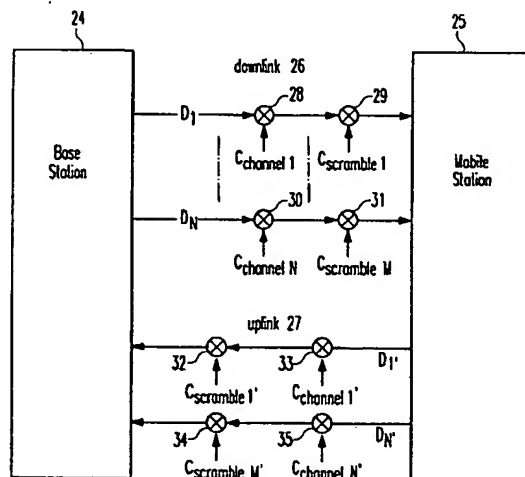 24
25
downlink 26
28
29
D1
Base
Station
Cchannel 1
Cscramble 1
Mobile
Station
30
31
DN
Cchannel N
Cscramble M
uplink 27
32
33
D1'
Cscramble 1'
Cchannel 1'
34
35
DN'
Cscramble M'
Cchannel N'